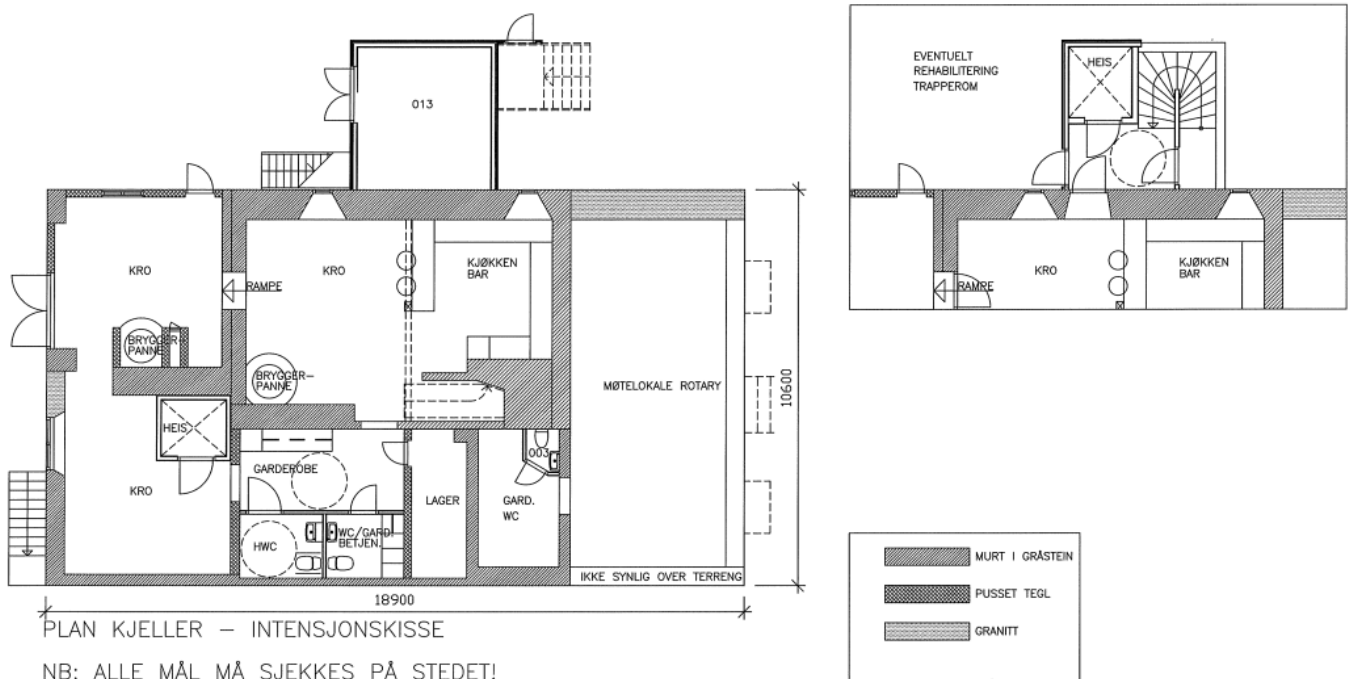 013
KRO
RAMPE
KRO
KJØKKEN
BAR
BRYGGER-
PANNE
BRYGGER-
PANNE
MØTELOKALE ROTARY
10600
HEIS
KRO
GARDEROBE
LAGER
003
GARD.
WC
HWC
WC/GARD.
BETJEN.
IKKE SYNLIG OVER TERRENG
18900
PLAN KJELLER – INTENSJONSKISSE
NB: ALLE MÅL MÅ SJEKKES PÅ STEDET!
EVENTUELT
REHABILITERING
TRAPPEROM
HEIS
KRO
KJØKKEN
BAR
RAMPE
MURT I GRÅSTEIN
PUSSET TEGL
GRANITT